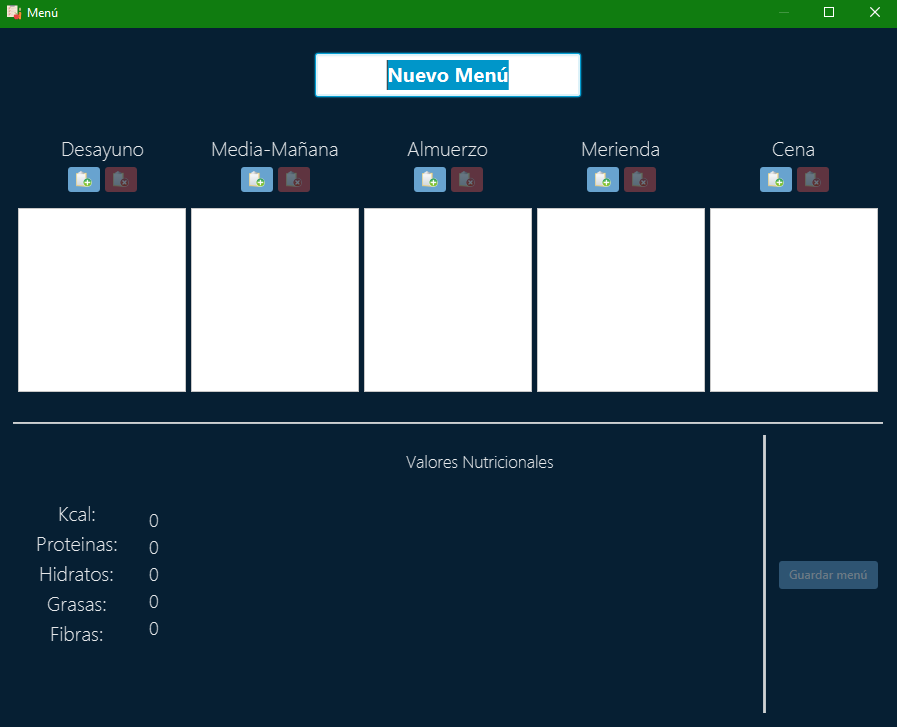 Menú
Nuevo Menú
Desayuno
Media-Mañana
Almuerzo
Merienda
Cena
Valores Nutricionales
Kcal: 0
Proteinas: 0
Hidratos: 0
Grasas: 0
Fibras: 0
Guardar menú